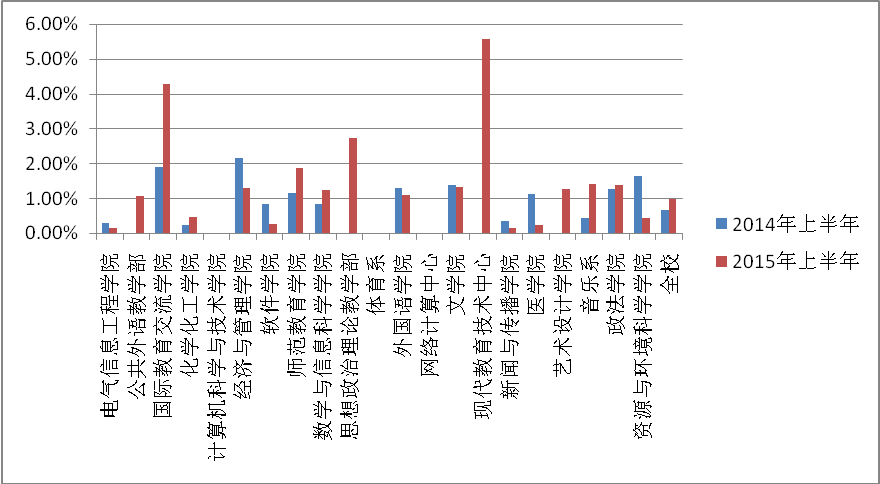 6.00%
5.00%
4.00%
3.00%
2.00%
1.00%
0.00%
电气信息工程学院
公共外语教学部
国际教育交流学院
化学化工学院
计算机科学与技术学院
经济与管理学院
软件学院
师范教育学院
数学与信息科学学院
思想政治理论教学部
体育系
外国语学院
网络计算中心
文学院
现代教育技术中心
新闻与传播学院
医学院
艺术设计学院
音乐系
政法学院
资源与环境科学学院
全校
2014年上半年
2015年上半年